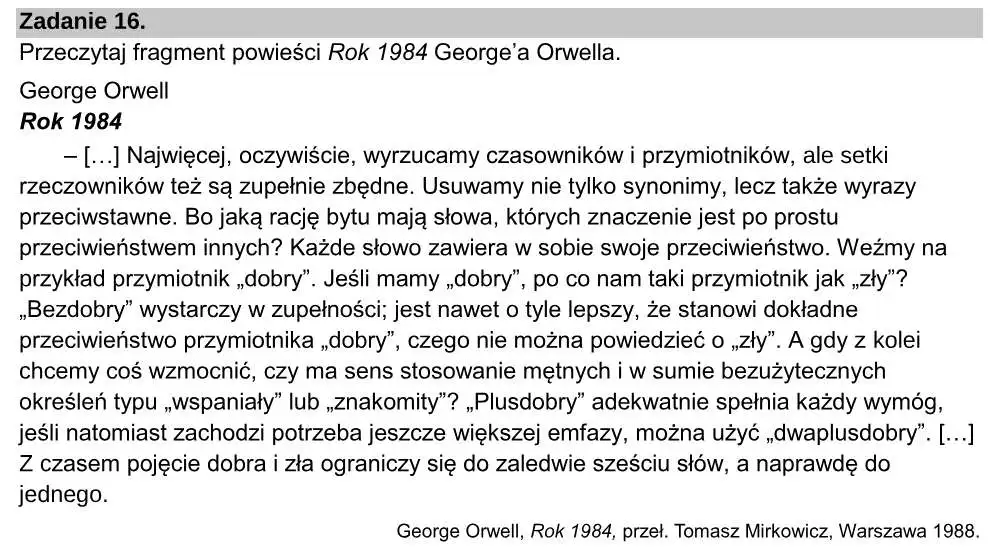 Zadanie 16.
Przeczytaj fragment powieści Rok 1984 George’a Orwella.
George Orwell
Rok 1984
– […] Najwięcej, oczywiście, wyrzucamy czasowników i przymiotników, ale setki
rzeczowników też są zupełnie zbędne. Usuwamy nie tylko synonimy, lecz także wyrazy
przeciwstawne. Bo jaką rację bytu mają słowa, których znaczenie jest po prostu
przeciwieństwem innych? Każde słowo zawiera w sobie swoje przeciwieństwo. Weźmy na
przykład przymiotnik „dobry”. Jeśli mamy „dobry”, po co nam taki przymiotnik jak „zły”?
„Bezdobry” wystarczy w zupełności; jest nawet o tyle lepszy, że stanowi dokładne
przeciwieństwo przymiotnika „dobry”, czego nie można powiedzieć o „zły”. A gdy z kolei
chcemy coś wzmocnić, czy ma sens stosowanie mętnych i w sumie bezużytecznych
określeń typu „wspaniały” lub „znakomity”? „Plusdobry” adekwatnie spełnia każdy wymóg,
jeśli natomiast zachodzi potrzeba jeszcze większej emfazy, można użyć „dwaplusdobry”. […]
Z czasem pojęcie dobra i zła ograniczy się do zaledwie sześciu słów, a naprawdę do
jednego.
George Orwell, Rok 1984, przeł. Tomasz Mirkowicz, Warszawa 1988.